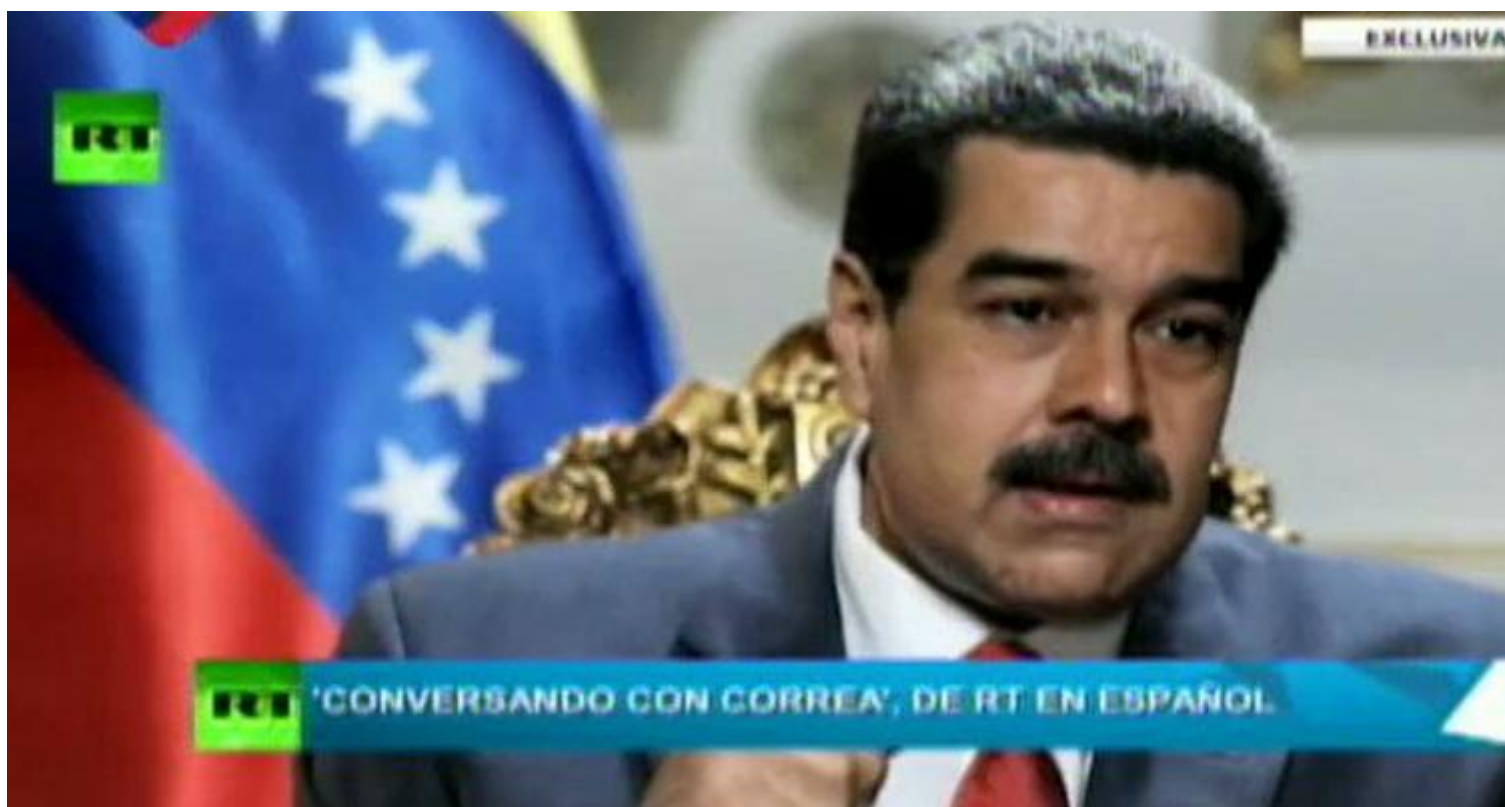 EXCLUSIVA
RT
RT 'CONVERSANDO CON CORREA', DE RT EN ESPAÑOL